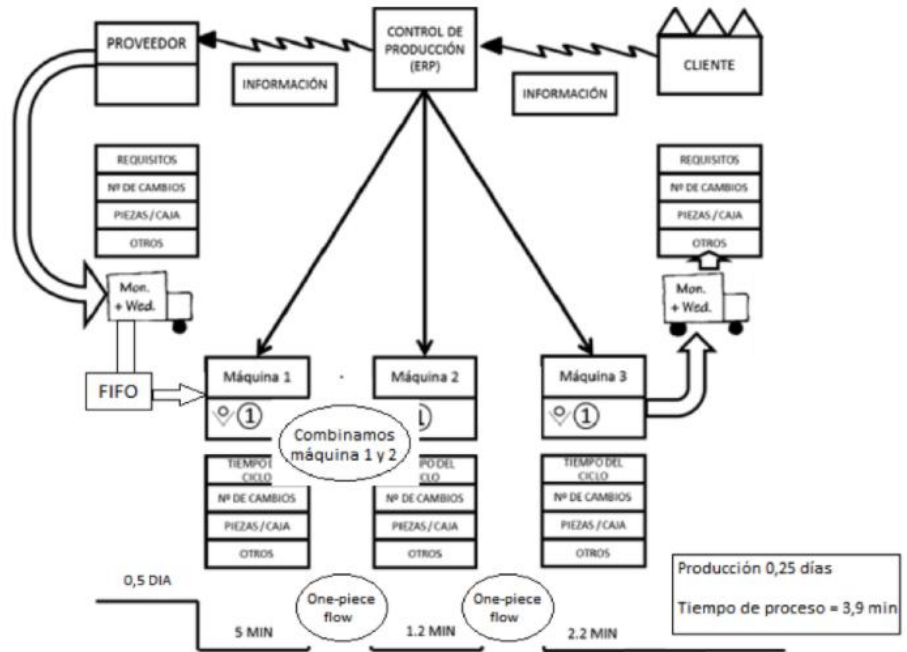 PROVEEDOR
CONTROL DE
PRODUCCIÓN
(ERP)
CLIENTE
INFORMACIÓN
INFORMACIÓN
REQUISITOS
Nº DE CAMBIOS
PIEZAS / CAJA
OTROS
REQUISITOS
Nº DE CAMBIOS
PIEZAS / CAJA
OTROS
Mon.
+ Wed.
Mon.
+ Wed.
FIFO
Máquina 1
Máquina 2
Máquina 3
1
1
Combinamos
máquina 1 y 2
TIEMPO
CICLO
Nº DE CAMBIOS
PIEZAS / CAJA
OTROS
Nº DE CAMBIOS
PIEZAS / CAJA
OTROS
TIEMPO DEL
CICLO
Nº DE CAMBIOS
PIEZAS / CAJA
OTROS
0,5 DIA
One-piece
flow
One-piece
flow
5 MIN
1.2 MIN
2.2 MIN
Producción 0,25 días
Tiempo de proceso = 3,9 min